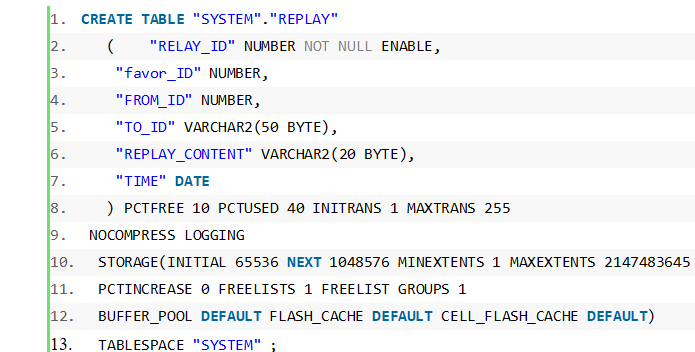 1. CREATE TABLE "SYSTEM"."REPLAY"
2. ( "RELAY_ID" NUMBER NOT NULL ENABLE,
3. "favor_ID" NUMBER,
4. "FROM_ID" NUMBER,
5. "TO_ID" VARCHAR2(50 BYTE),
6. "REPLAY_CONTENT" VARCHAR2(20 BYTE),
7. "TIME" DATE
8. ) PCTFREE 10 PCTUSED 40 INITRANS 1 MAXTRANS 255
9. NOCOMPRESS LOGGING
10. STORAGE(INITIAL 65536 NEXT 1048576 MINEXTENTS 1 MAXEXTENTS 2147483645
11. PCTINCREASE 0 FREELISTS 1 FREELIST GROUPS 1
12. BUFFER_POOL DEFAULT FLASH_CACHE DEFAULT CELL_FLASH_CACHE DEFAULT)
13. TABLESPACE "SYSTEM" ;